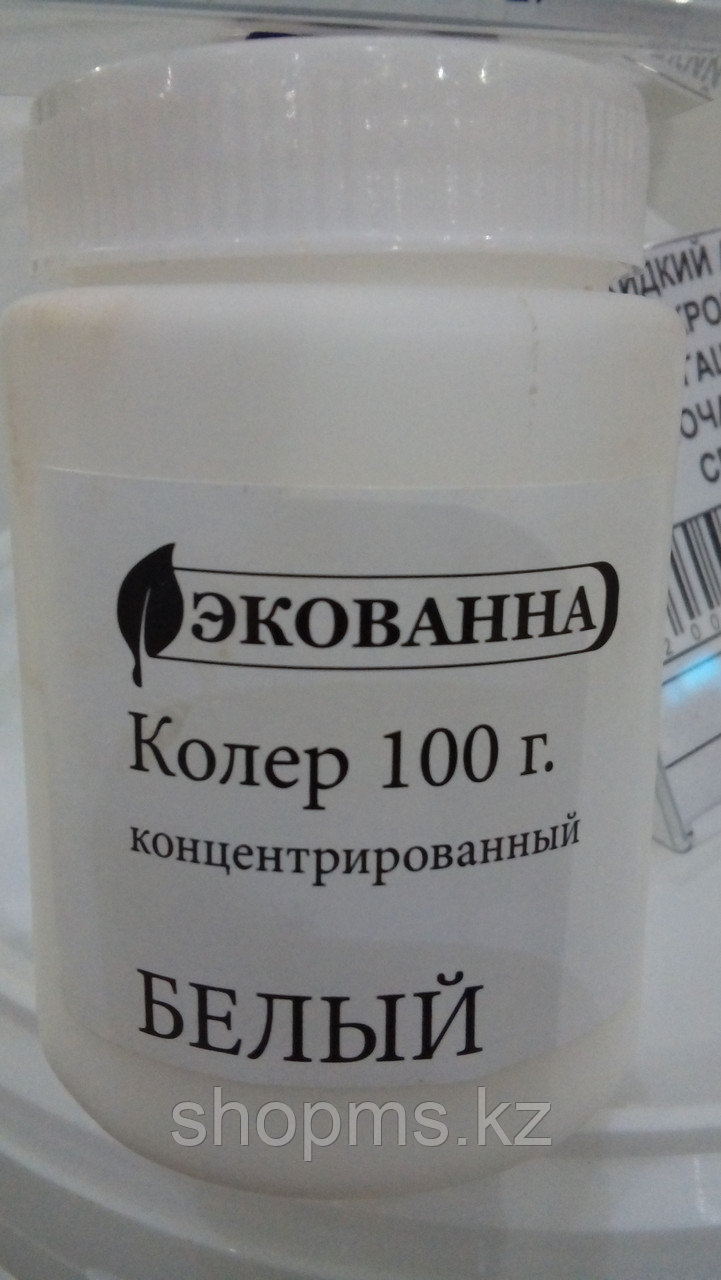 ЭКОВАННА
Колер 100 г.
концентрированный
БЕЛЫЙ
shopms.kz